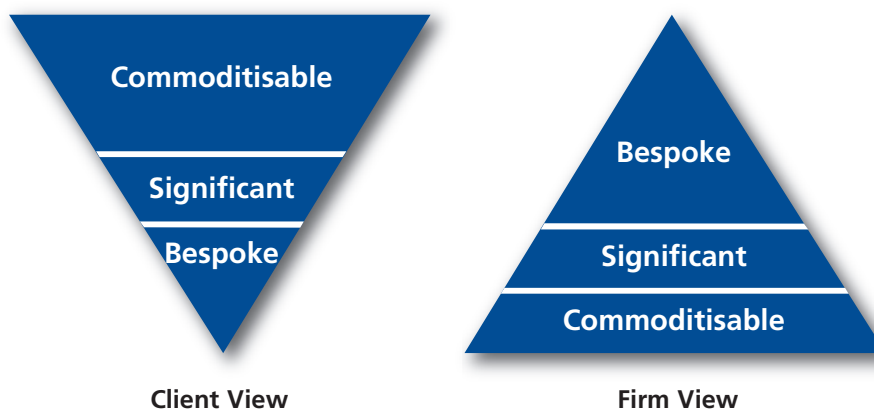 Commoditisable
Significant
Bespoke
Client View
Bespoke
Significant
Commoditisable
Firm View